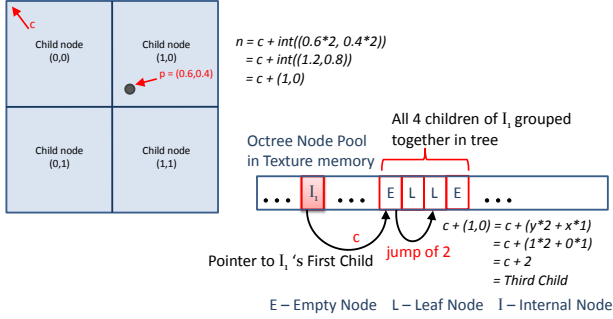 c
Child node
(0,0)
Child node
(1,0)
p = (0.6,0.4)
Child node
(0,1)
Child node
(1,1)
n = c + int((0.6*2, 0.4*2))
= c + int((1.2,0.8))
= c + (1,0)
All 4 children of I₁ grouped
together in tree
Octree Node Pool
in Texture memory
... I₁ ... E L L E ...
c
jump of 2
Pointer to I₁ 's First Child
c + (1,0) = c + (y*2 + x*1)
= c + (1*2 + 0*1)
= c + 2
= Third Child
E – Empty Node L – Leaf Node I – Internal Node